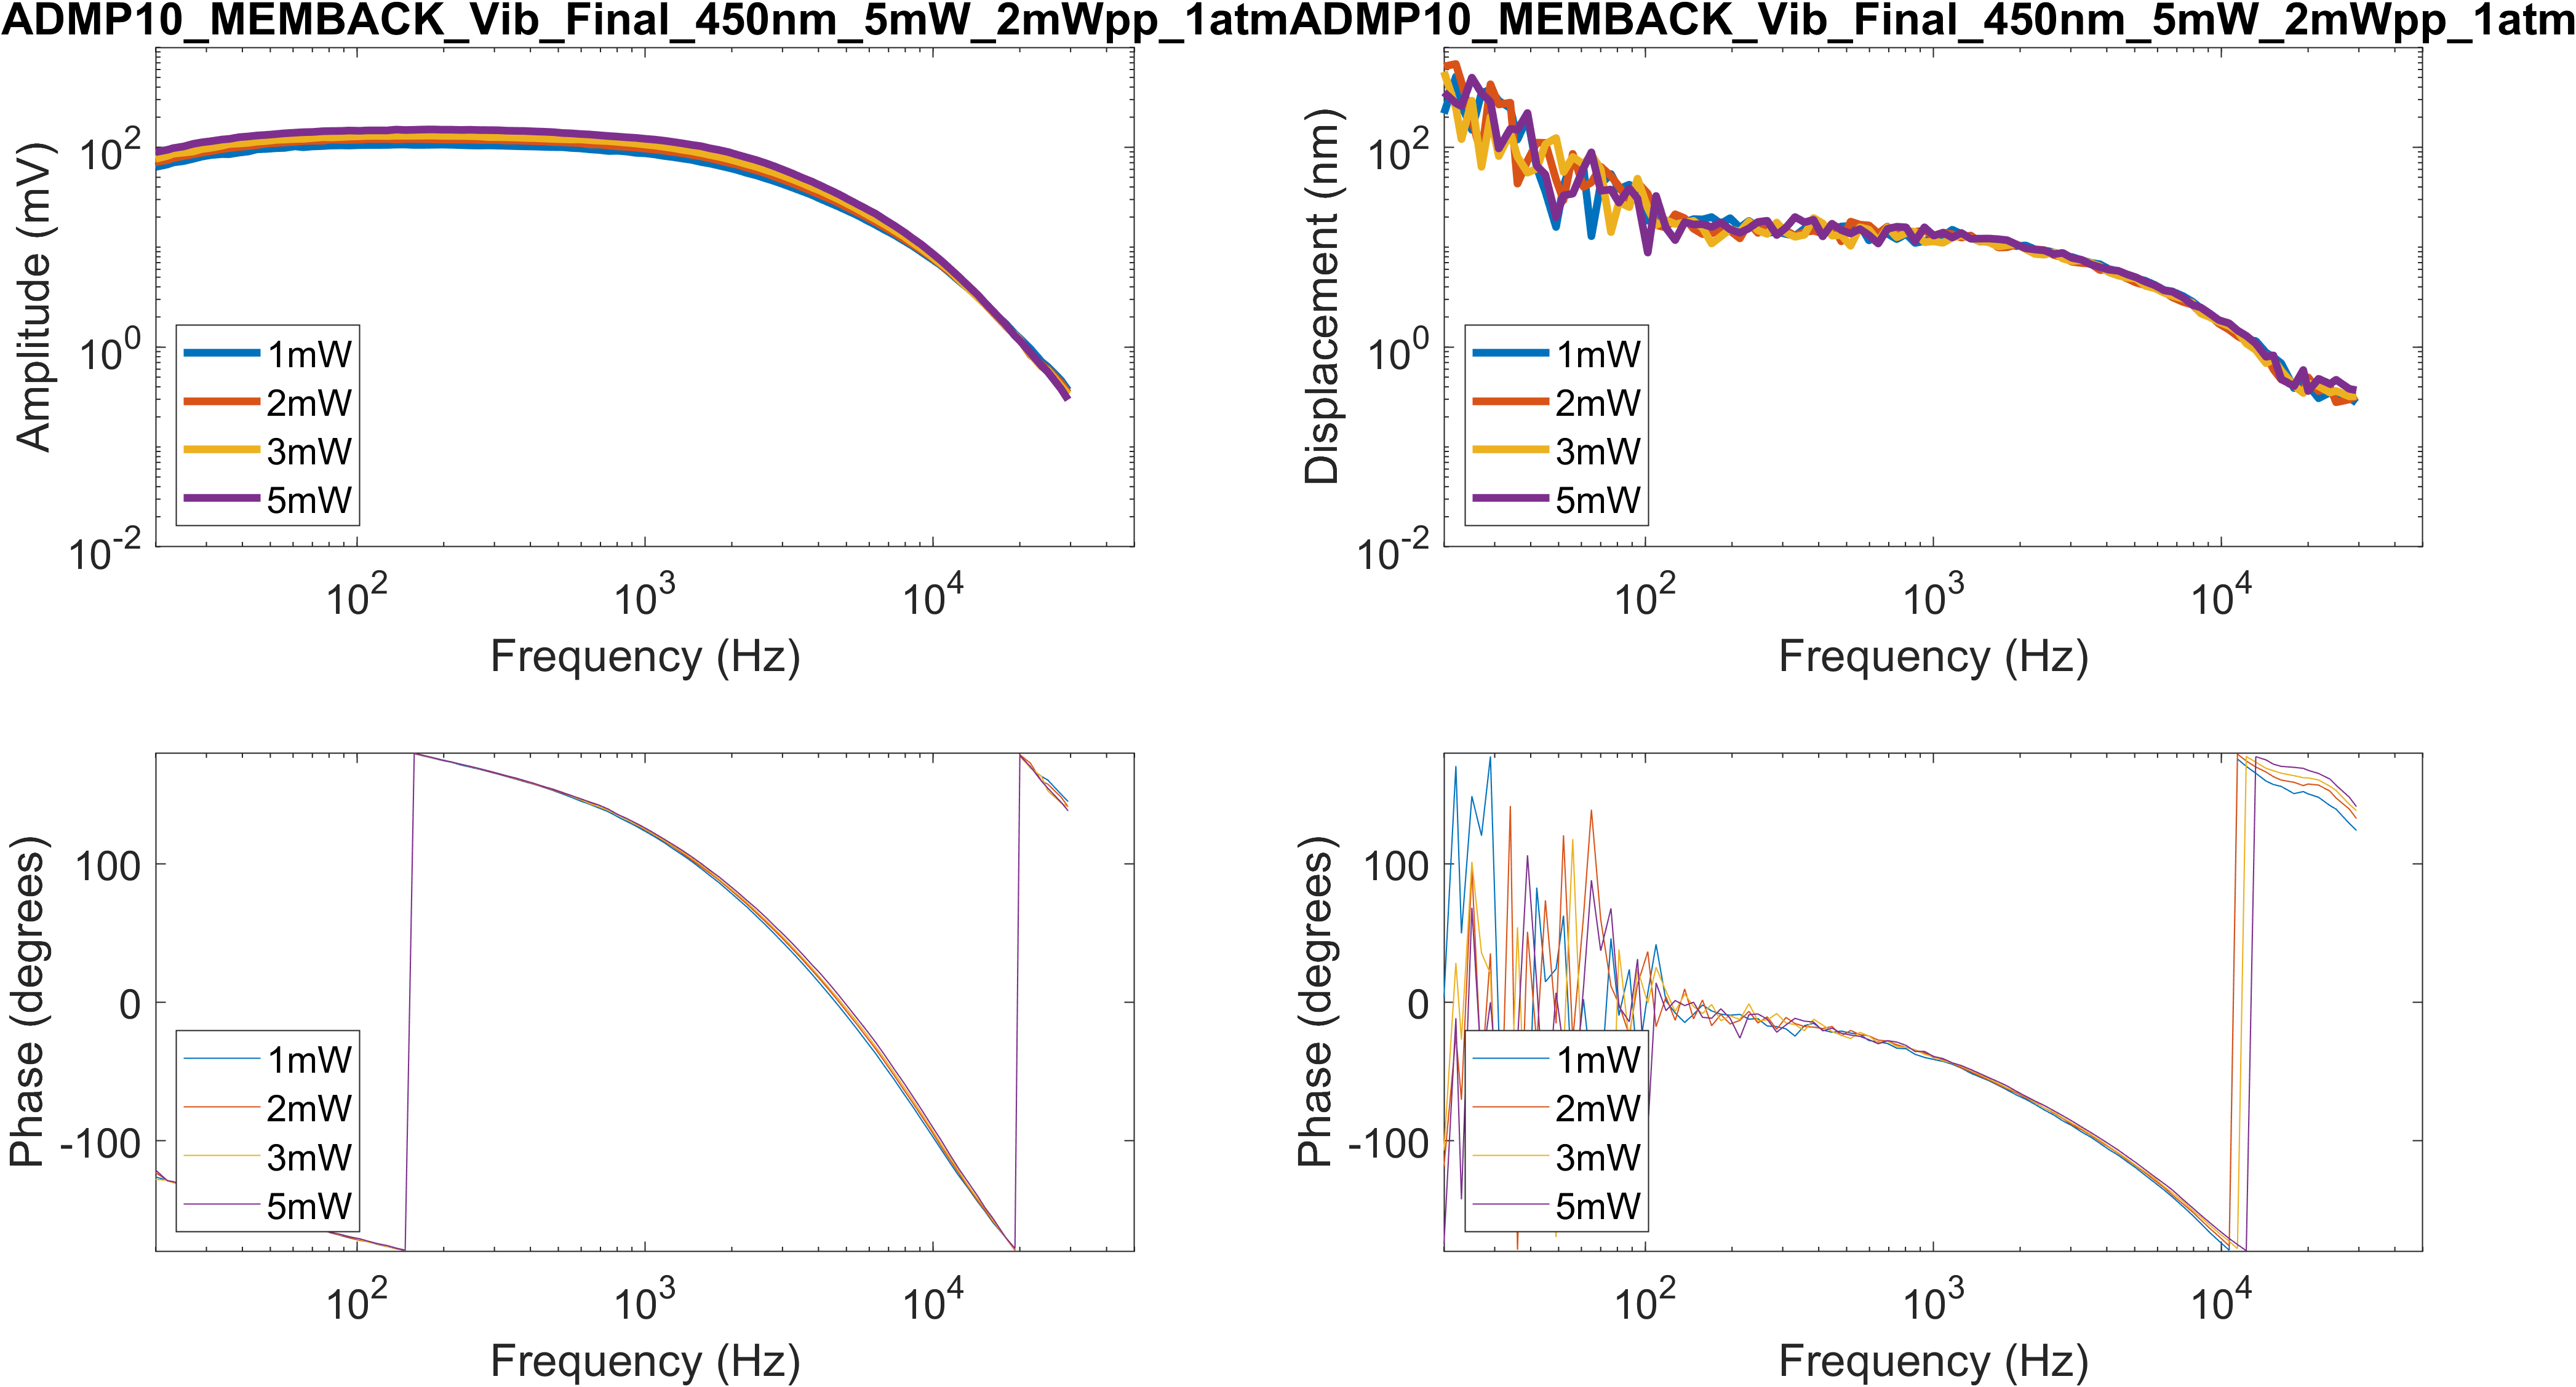 ADMP10_MEMBACK_Vib_Final_450nm_5mW_2mWpp_1atm
Amplitude (mV)
10^2
10^0
10^-2
1mW
2mW
3mW
5mW
10^2
10^3
10^4
Frequency (Hz)
ADMP10_MEMBACK_Vib_Final_450nm_5mW_2mWpp_1atm
Displacement (nm)
10^2
10^0
10^-2
1mW
2mW
3mW
5mW
10^2
10^3
10^4
Frequency (Hz)
Phase (degrees)
100
0
-100
1mW
2mW
3mW
5mW
10^2
10^3
10^4
Frequency (Hz)
Phase (degrees)
100
0
-100
1mW
2mW
3mW
5mW
10^2
10^3
10^4
Frequency (Hz)